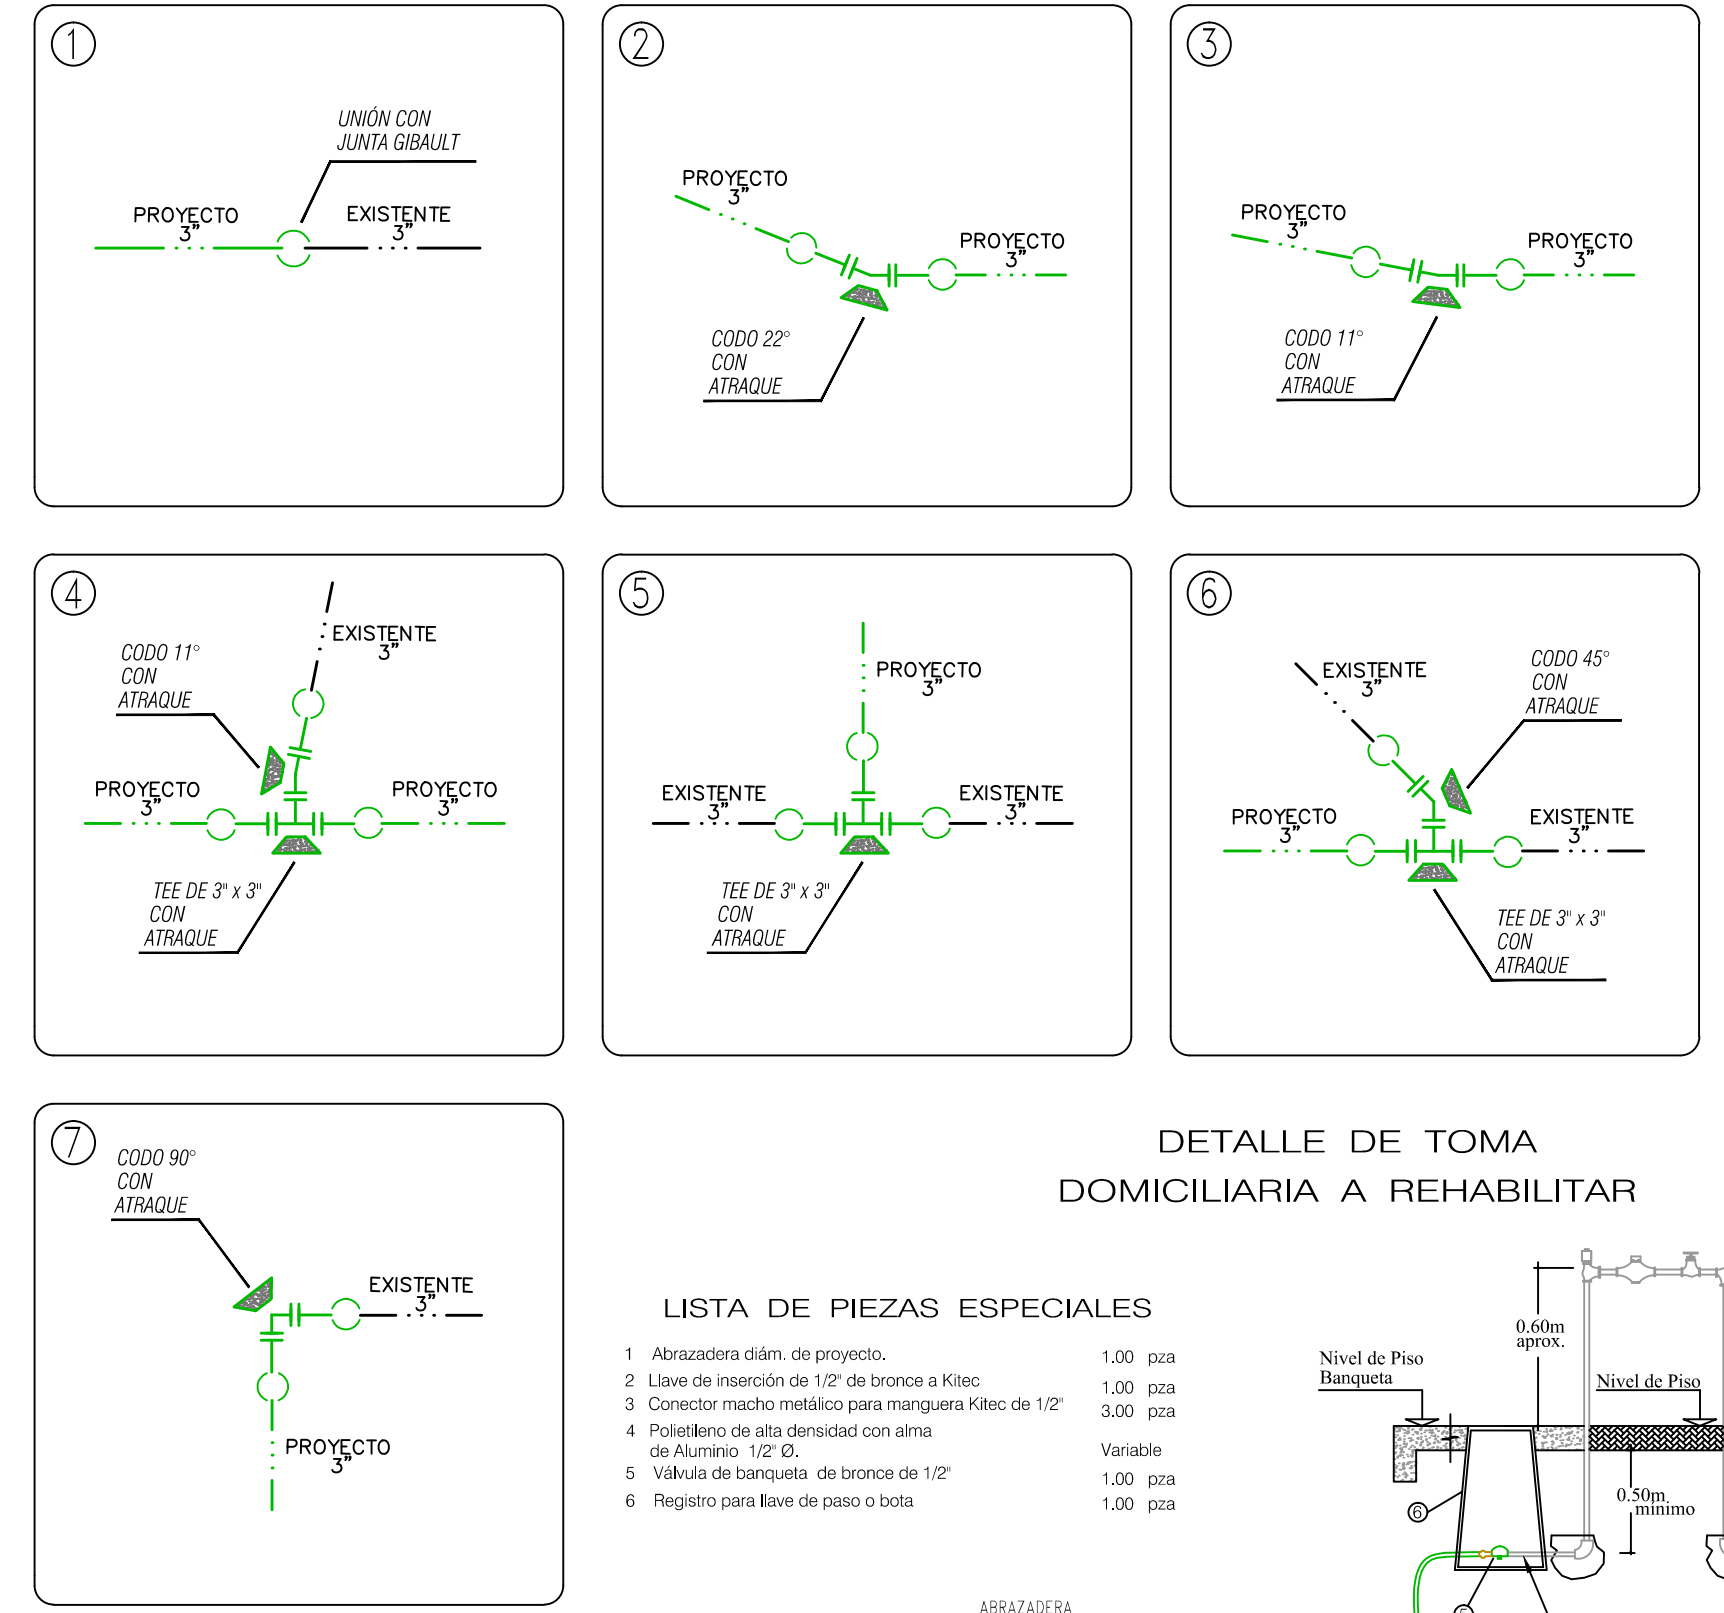 1
UNIÓN CON
JUNTA GIBAULT
PROYECTO
3"
EXISTENTE
3"
2
PROYECTO
3"
PROYECTO
3"
CODO 22°
CON
ATRAQUE
3
PROYECTO
3"
PROYECTO
3"
CODO 11°
CON
ATRAQUE
4
EXISTENTE
3"
CODO 11°
CON
ATRAQUE
PROYECTO
3"
PROYECTO
3"
TEE DE 3" x 3"
CON
ATRAQUE
5
PROYECTO
3"
EXISTENTE
3"
EXISTENTE
3"
TEE DE 3" x 3"
CON
ATRAQUE
6
EXISTENTE
3"
CODO 45°
CON
ATRAQUE
PROYECTO
3"
EXISTENTE
3"
TEE DE 3" x 3"
CON
ATRAQUE
7
CODO 90°
CON
ATRAQUE
EXISTENTE
3"
PROYECTO
3"
DETALLE DE TOMA
DOMICILIARIA A REHABILITAR
LISTA DE PIEZAS ESPECIALES
1 Abrazadera diám. de proyecto. 1.00 pza
2 Llave de inserción de 1/2" de bronce a Kitec 1.00 pza
3 Conector macho metálico para manguera Kitec de 1/2" 3.00 pza
4 Polietileno de alta densidad con alma
de Aluminio 1/2" Ø. Variable
5 Válvula de banqueta de bronce de 1/2" 1.00 pza
6 Registro para llave de paso o bota 1.00 pza
0.60m
aprox.
Nivel de Piso
Banqueta
Nivel de Piso
0.50m
mínimo
6
5
ABRAZADERA